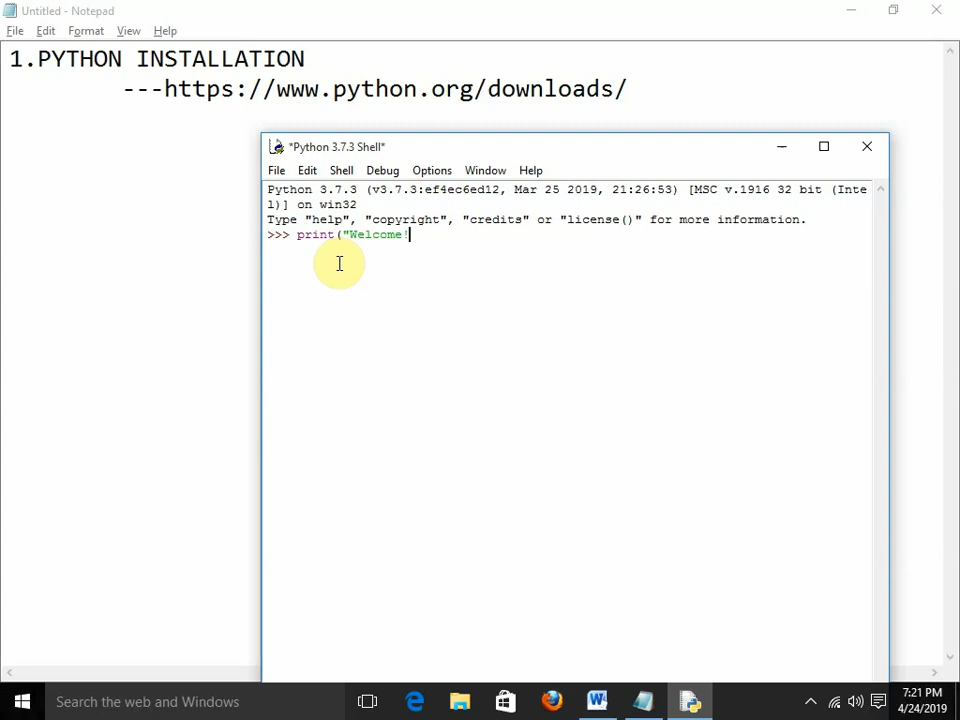 Untitled - Notepad
File Edit Format View Help
1.PYTHON INSTALLATION
---https://www.python.org/downloads/
*Python 3.7.3 Shell*
File Edit Shell Debug Options Window Help
Python 3.7.3 (v3.7.3:ef4ec6ed12, Mar 25 2019, 21:26:53) [MSC v.1916 32 bit (Inte
l)] on win32
Type "help", "copyright", "credits" or "license()" for more information.
>>> print("Welcome!
Search the web and Windows
7:21 PM
4/24/2019